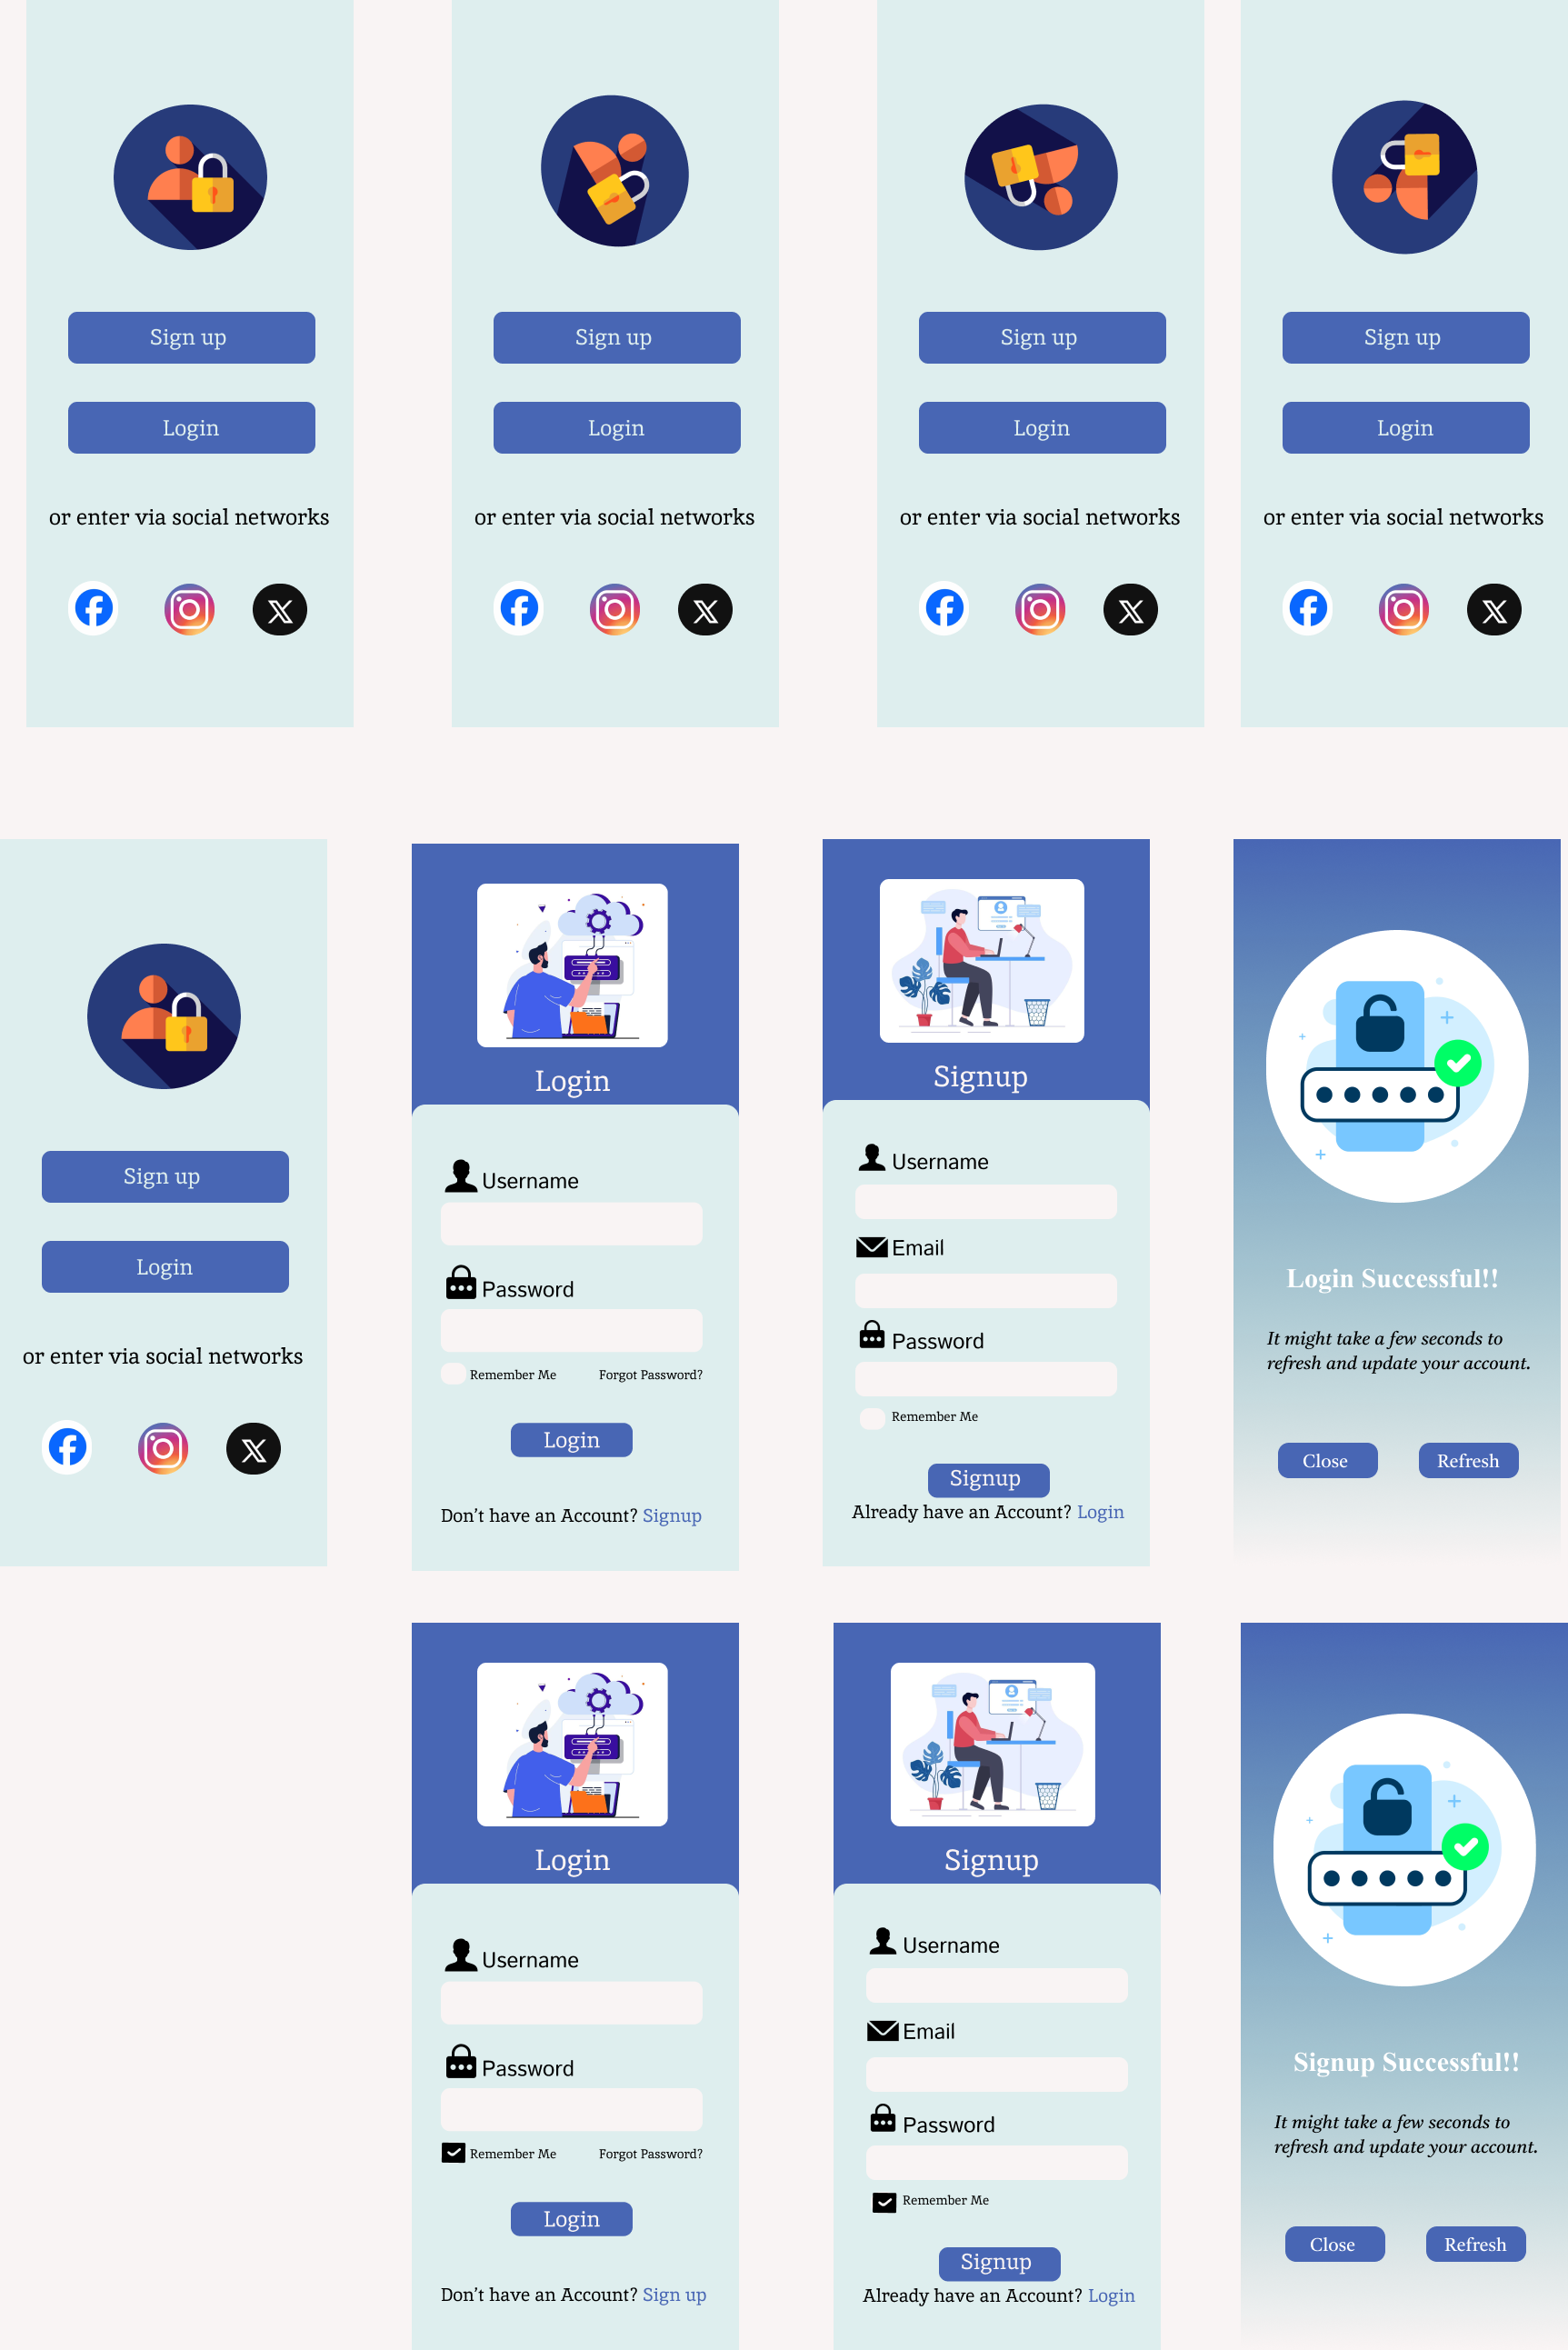 Sign up
Login
or enter via social networks
Sign up
Login
or enter via social networks
Sign up
Login
or enter via social networks
Sign up
Login
or enter via social networks
Sign up
Login
or enter via social networks
Login
Username
Password
Remember Me Forgot Password?
Login
Don't have an Account? Signup
Signup
Username
Email
Password
Remember Me
Signup
Already have an Account? Login
Login Successful!!
It might take a few seconds to
refresh and update your account.
Close Refresh
Login
Username
Password
Remember Me Forgot Password?
Login
Don't have an Account? Sign up
Signup
Username
Email
Password
Remember Me
Signup
Already have an Account? Login
Signup Successful!!
It might take a few seconds to
refresh and update your account.
Close Refresh